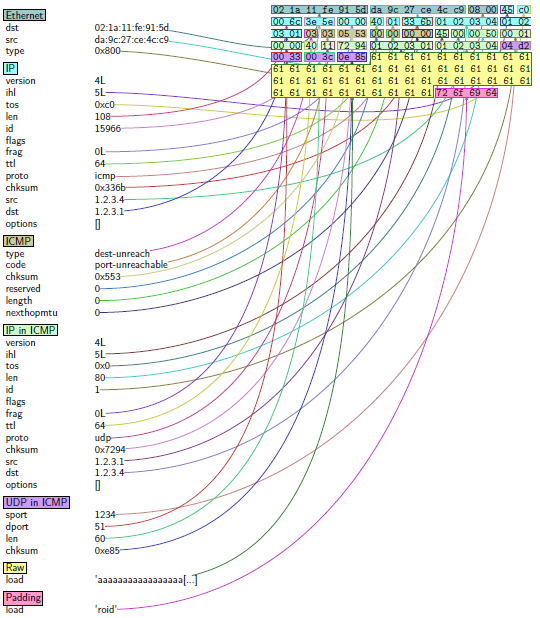 Ethernet
dst 02:1a:11:fe:91:5d
src da:9c:27:ce:4c:c9
type 0x800
IP
version 4L
ihl 5L
tos 0xc0
len 108
id 15966
flags
frag 0L
ttl 64
proto icmp
chksum 0x336b
src 1.2.3.4
dst 1.2.3.1
options []
ICMP
type dest-unreach
code port-unreachable
chksum 0x553
reserved 0
length 0
nexthopmtu 0
IP in ICMP
version 4L
ihl 5L
tos 0x0
len 80
id 1
flags
frag 0L
ttl 64
proto udp
chksum 0x7294
src 1.2.3.1
dst 1.2.3.4
options []
UDP in ICMP
sport 1234
dport 51
len 60
chksum 0xe85
Raw
load 'aaaaaaaaaaaaaaaaa[...]
Padding
load 'roid'
02 1a 11 fe 91 5d da 9c 27 ce 4c c9 08 00 45 c0
00 6c 3e 5e 00 00 40 01 33 6b 01 02 03 04 01 02
03 01 03 03 05 53 00 00 00 00 45 00 00 50 00 01
00 00 40 11 72 94 01 02 03 01 01 02 03 04 04 d2
00 33 00 3c 0e 85 61 61 61 61 61 61 61 61 61 61
61 61 61 61 61 61 61 61 61 61 61 61 61 61 61 61
61 61 61 61 61 61 61 61 61 61 61 61 61 61 61 61
61 61 61 61 61 61 61 61 61 61 72 6f 69 64